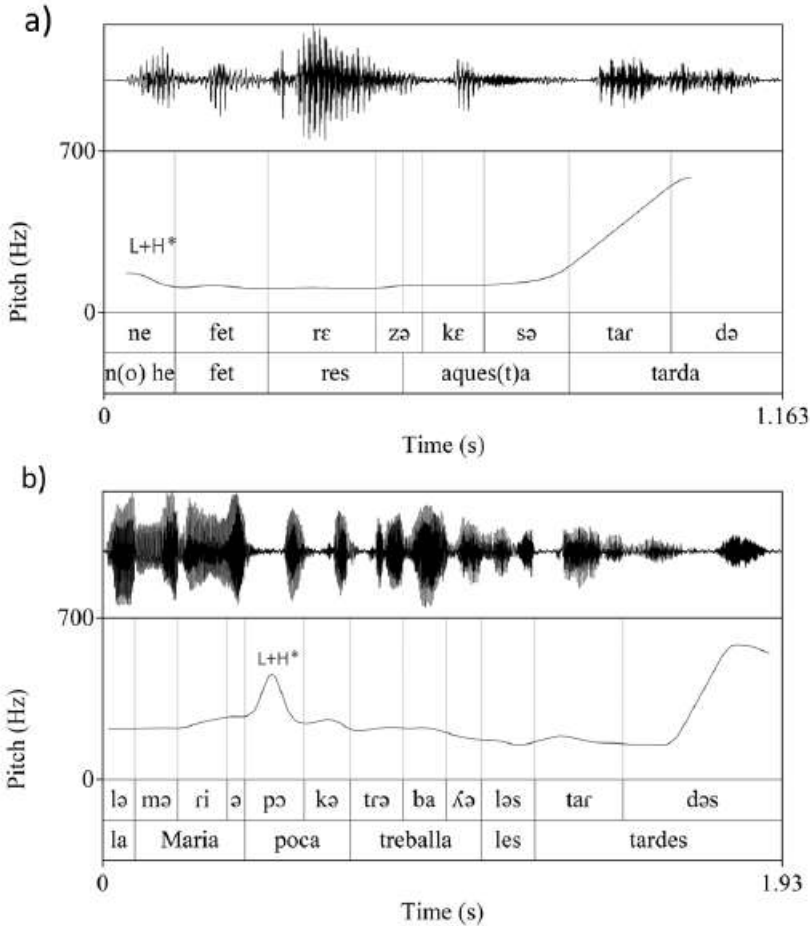 a)
700
L+H*
Pitch (Hz)
0
ne fet rɛ zə kɛ sə taɾ də
n(o) he fet res aques(t)a tarda
0 1.163
Time (s)
b)
700
L+H*
Pitch (Hz)
0
lə mə ɾi ə pɔ kə trə ba ʎə ləs taɾ dəs
la Maria poca treballa les tardes
0 1.93
Time (s)